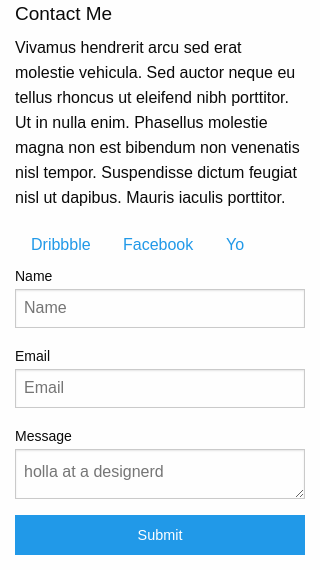 Contact Me
Vivamus hendrerit arcu sed erat
molestie vehicula. Sed auctor neque eu
tellus rhoncus ut eleifend nibh porttitor.
Ut in nulla enim. Phasellus molestie
magna non est bibendum non venenatis
nisl tempor. Suspendisse dictum feugiat
nisl ut dapibus. Mauris iaculis porttitor.
Dribbble Facebook Yo
Name
Name
Email
Email
Message
holla at a designerd
Submit